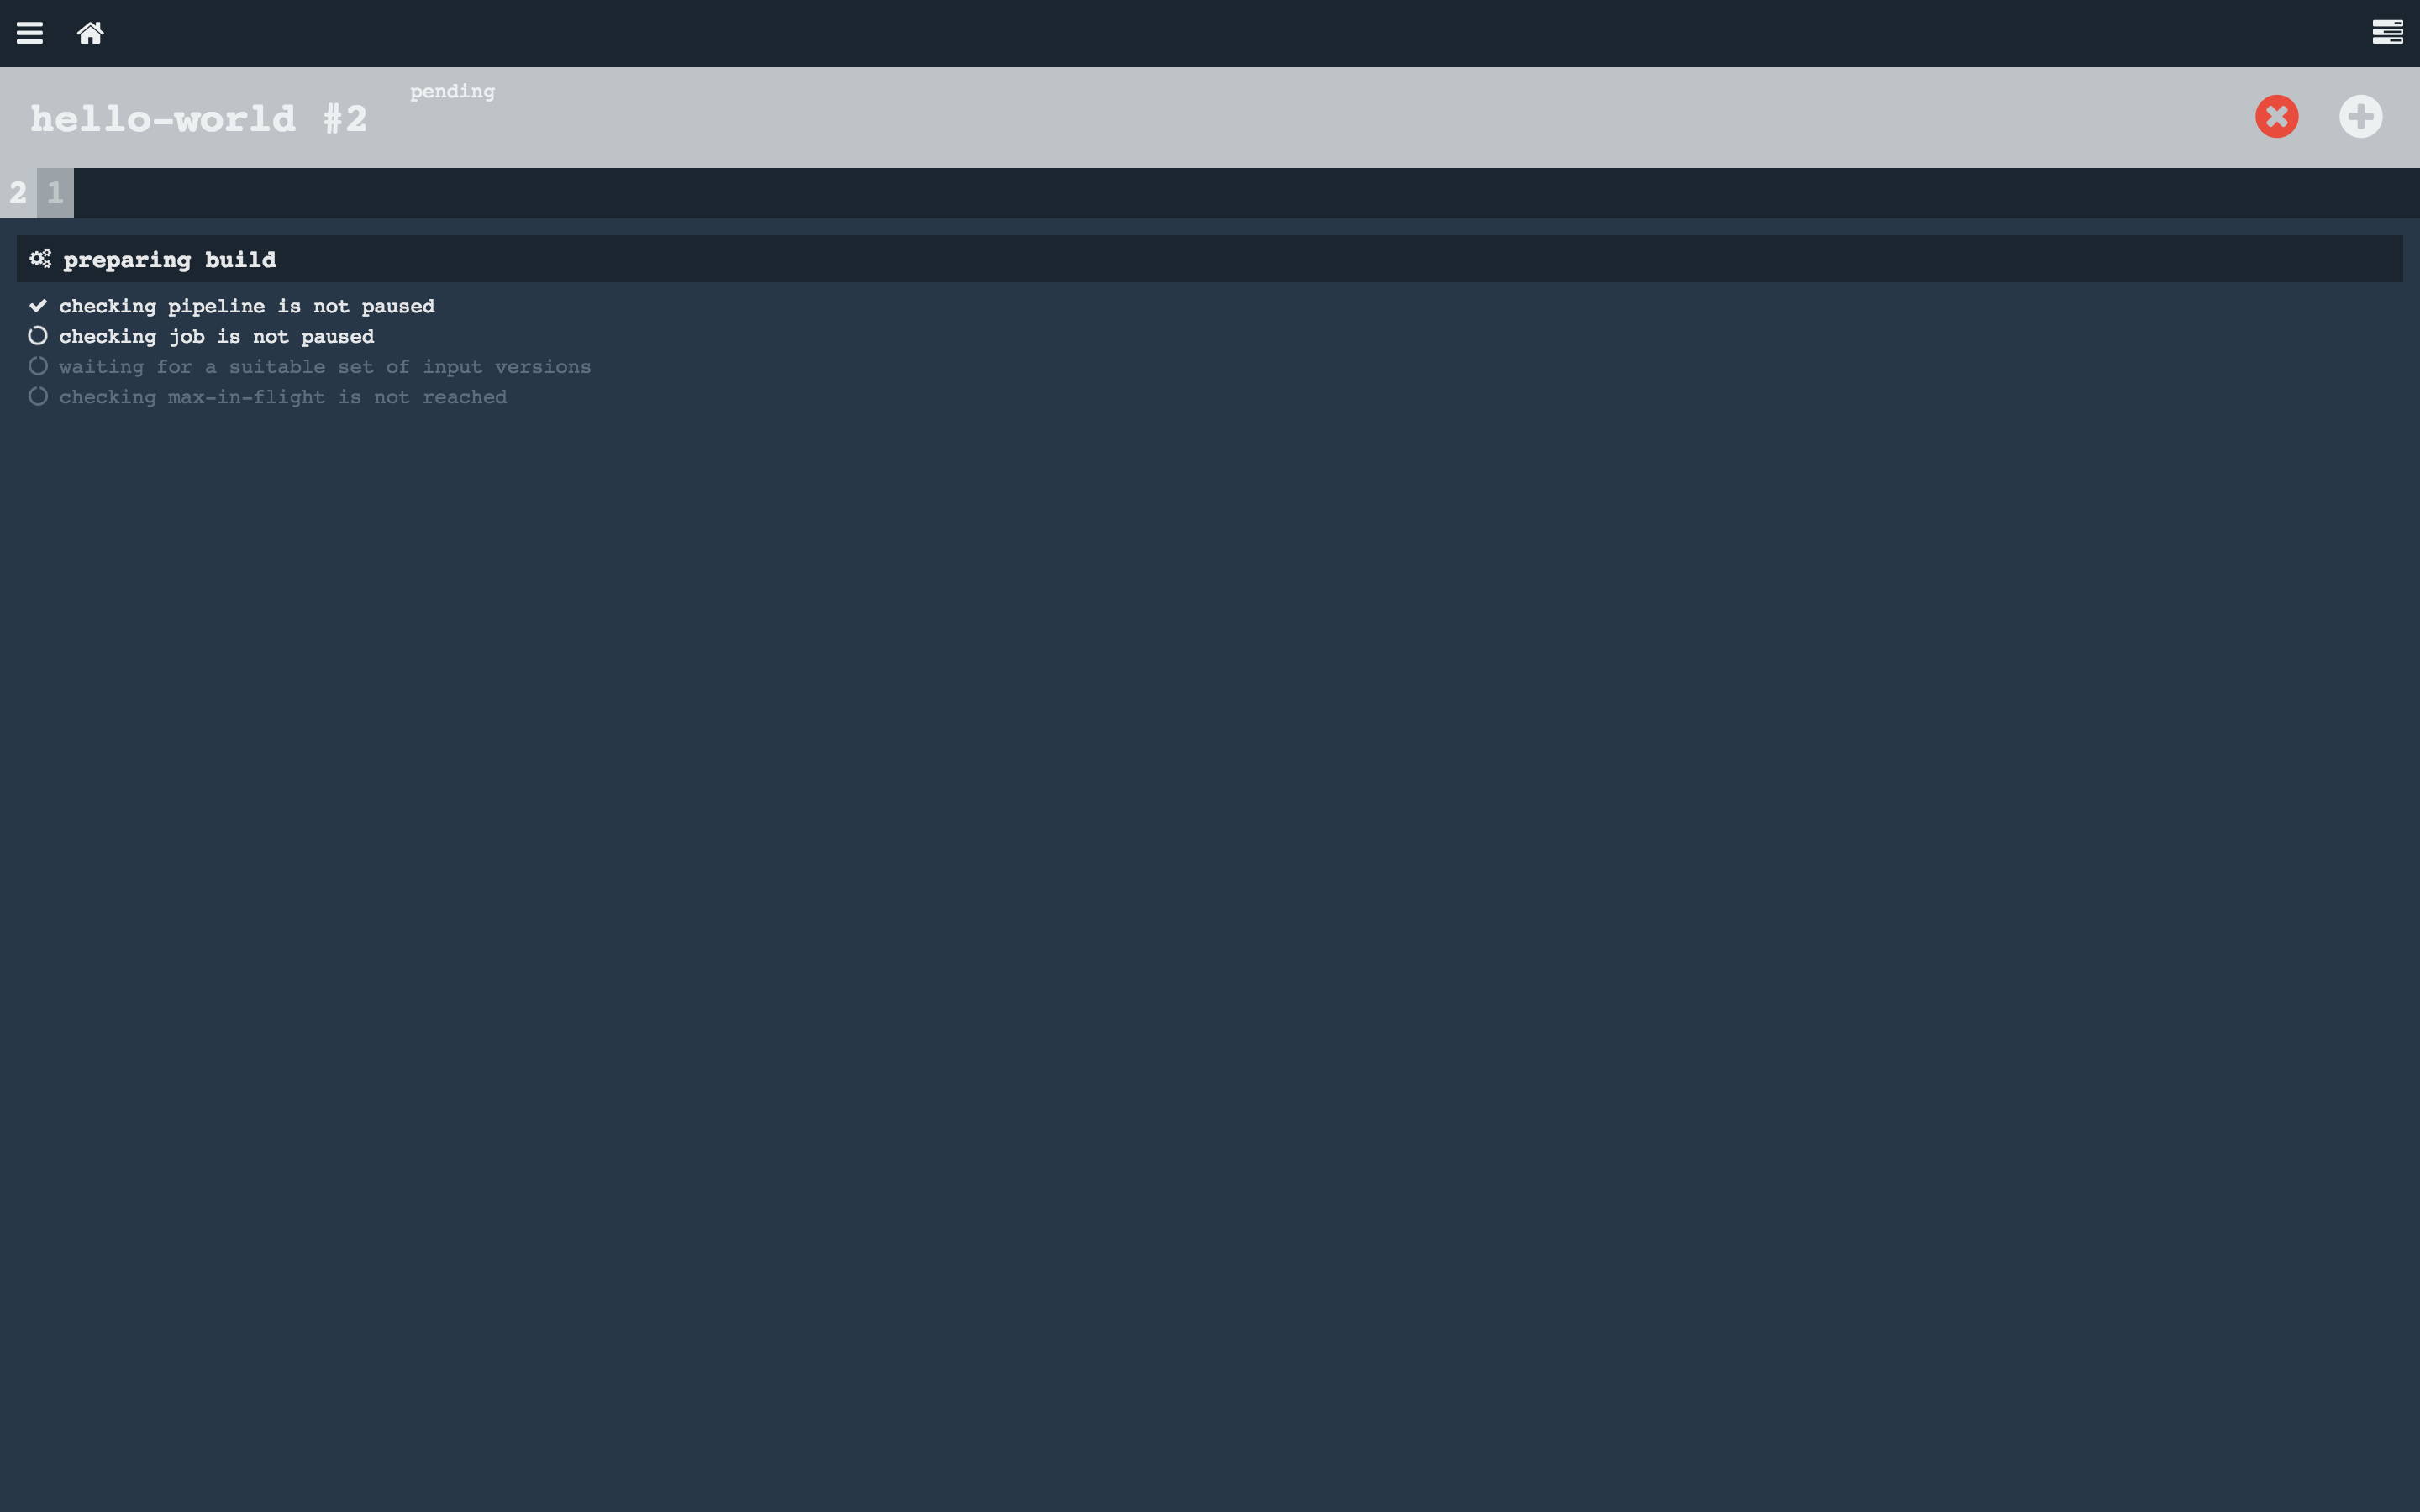 pending
hello-world #2
2 1
preparing build
checking pipeline is not paused
checking job is not paused
waiting for a suitable set of input versions
checking max-in-flight is not reached